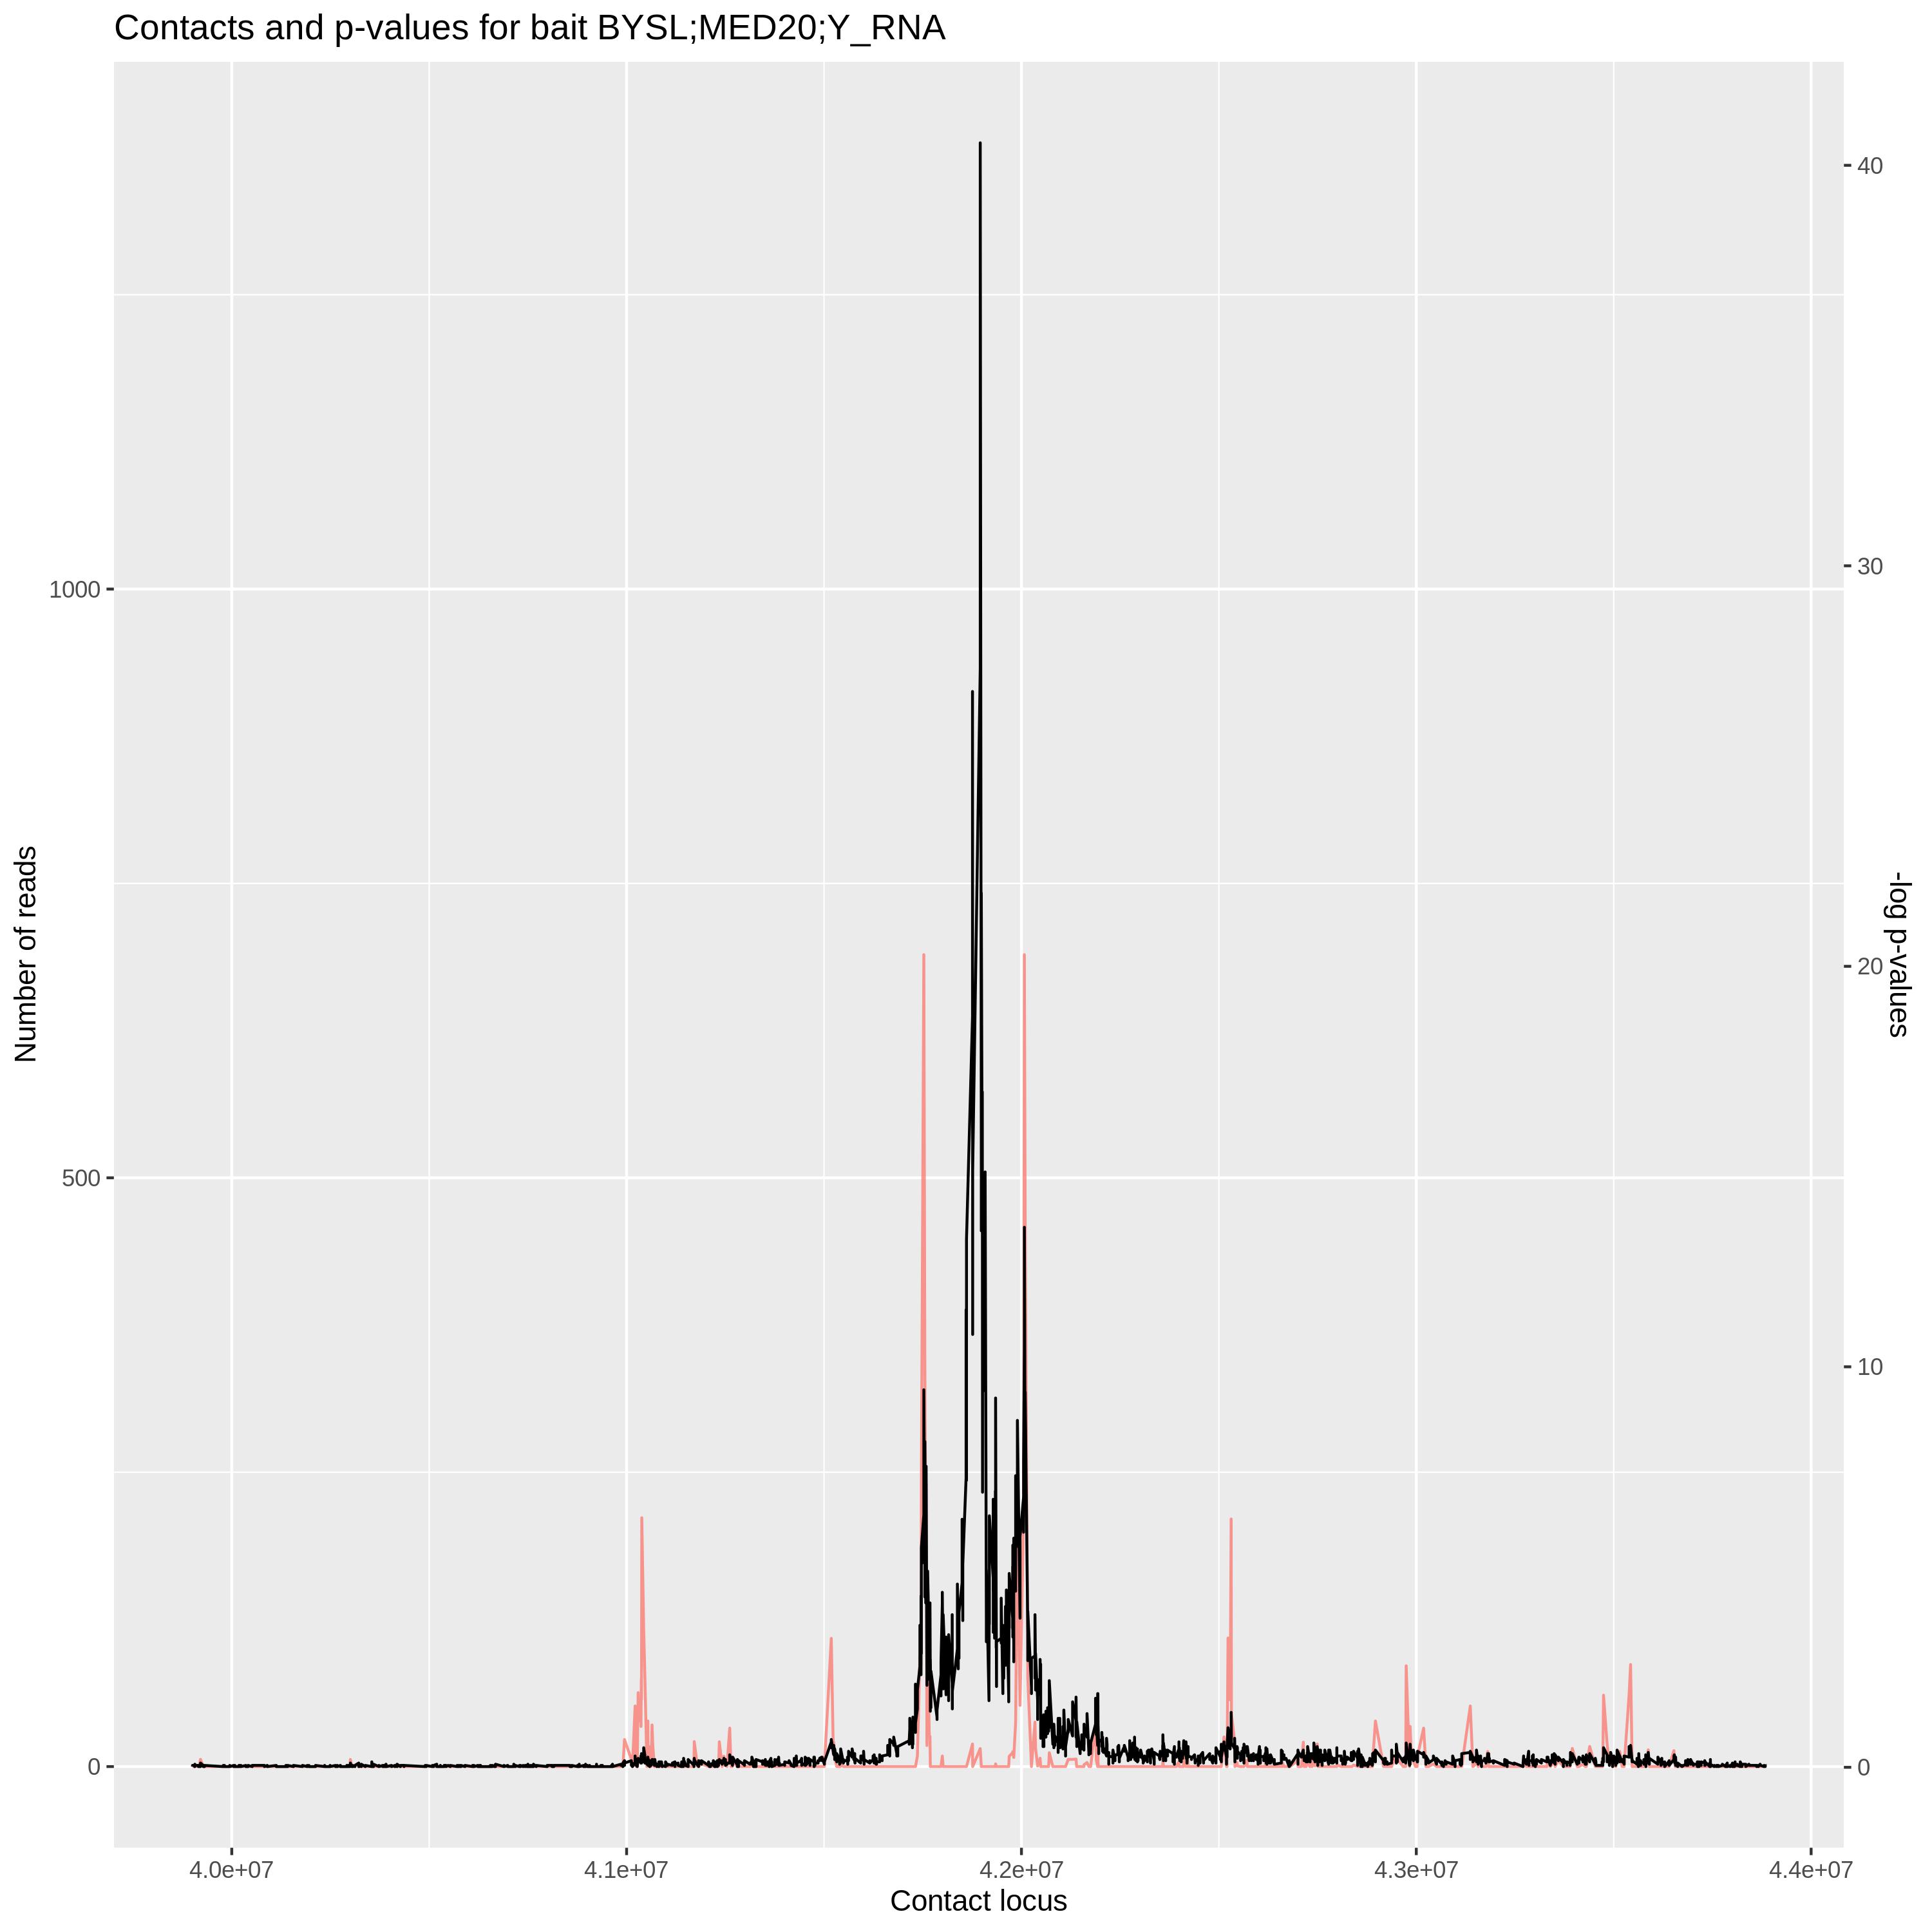 Contacts and p-values for bait BYSL;MED20;Y_RNA
Number of reads
1000
500
0
40
30
20
10
0
-log p-values
4.0e+07
4.1e+07
4.2e+07
4.3e+07
4.4e+07
Contact locus